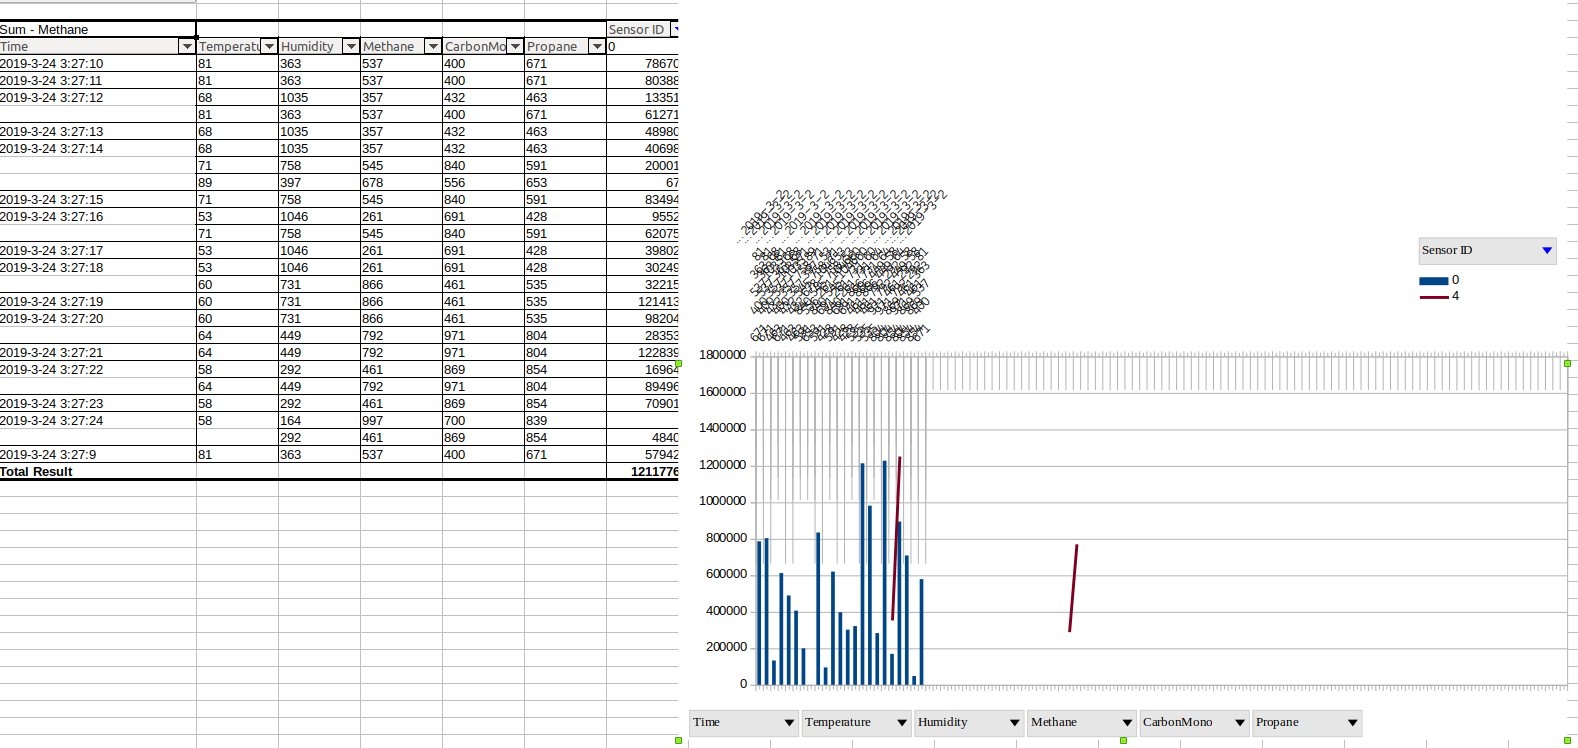 Sum - Methane Sensor ID
Time Temperatu Humidity Methane CarbonMo Propane 0
2019-3-24 3:27:10 81 363 537 400 671 78670
2019-3-24 3:27:11 81 363 537 400 671 80388
2019-3-24 3:27:12 68 1035 357 432 463 13351
81 363 537 400 671 61271
2019-3-24 3:27:13 68 1035 357 432 463 48980
2019-3-24 3:27:14 68 1035 357 432 463 40698
71 758 545 840 591 20001
89 397 678 556 653 67
2019-3-24 3:27:15 71 758 545 840 591 83494
2019-3-24 3:27:16 53 1046 261 691 428 9552
71 758 545 840 591 62075
2019-3-24 3:27:17 53 1046 261 691 428 39802
2019-3-24 3:27:18 53 1046 261 691 428 30249
60 731 866 461 535 32215
2019-3-24 3:27:19 60 731 866 461 535 121413
2019-3-24 3:27:20 60 731 866 461 535 98204
64 449 792 971 804 28353
2019-3-24 3:27:21 64 449 792 971 804 122839
2019-3-24 3:27:22 58 292 461 869 854 16964
64 449 792 971 804 89496
2019-3-24 3:27:23 58 292 461 869 854 70901
2019-3-24 3:27:24 58 164 997 700 839
292 461 869 854 4840
2019-3-24 3:27:9 81 363 537 400 671 57942
Total Result 1211776
Sensor ID
0
4
1800000
1600000
1400000
1200000
1000000
800000
600000
400000
200000
0
Time Temperature Humidity Methane CarbonMono Propane